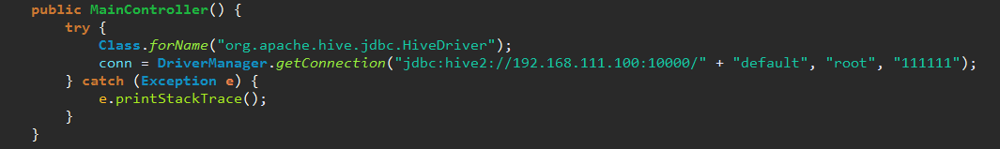 public MainController() {
try {
Class.forName("org.apache.hive.jdbc.HiveDriver");
conn = DriverManager.getConnection("jdbc:hive2://192.168.111.100:10000/" + "default", "root", "111111");
} catch (Exception e) {
e.printStackTrace();
}
}